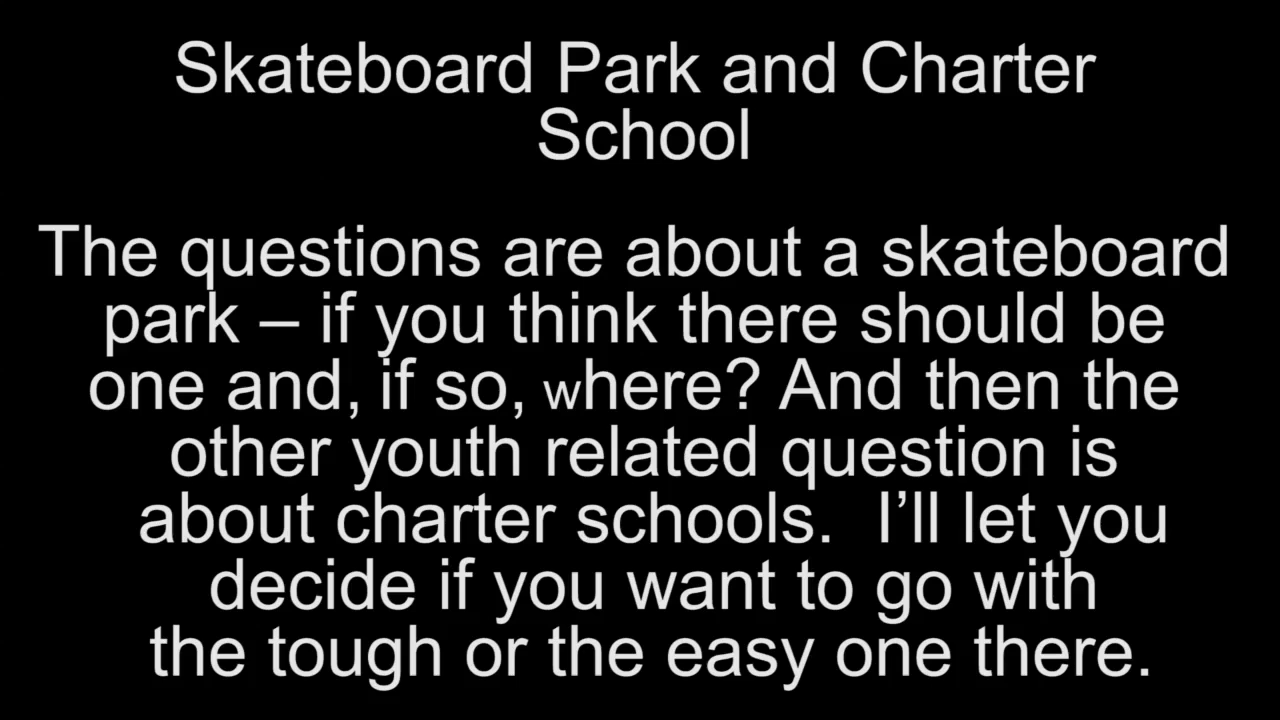 Skateboard Park and Charter
School
The questions are about a skateboard
park – if you think there should be
one and, if so, where? And then the
other youth related question is
about charter schools.  I’ll let you
decide if you want to go with
the tough or the easy one there.